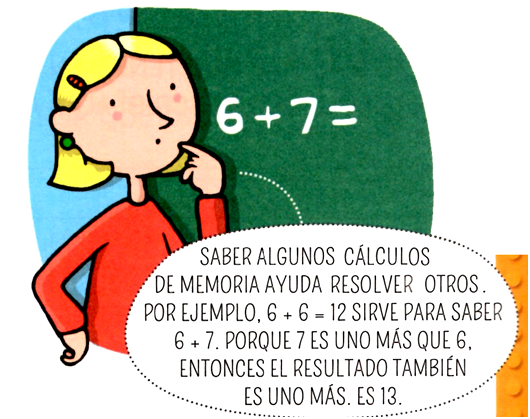 6 + 7 =
SABER ALGUNOS CÁLCULOS
DE MEMORIA AYUDA RESOLVER OTROS.
POR EJEMPLO, 6 + 6 = 12 SIRVE PARA SABER
6 + 7. PORQUE 7 ES UNO MÁS QUE 6,
ENTONCES EL RESULTADO TAMBIÉN
ES UNO MÁS. ES 13.